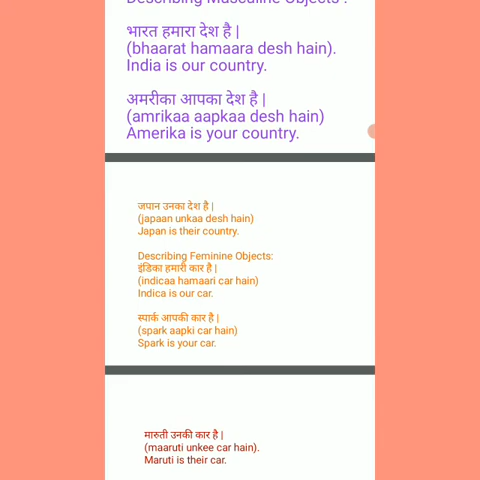 Describing Masculine Objects :
भारत हमारा देश है |
(bhaarat hamaara desh hain).
India is our country.
अमरीका आपका देश है |
(amrikaa aapkaa desh hain)
Amerika is your country.
जपान उनका देश है |
(japaan unkaa desh hain)
Japan is their country.
Describing Feminine Objects:
इंडिका हमारी कार है |
(indicaa hamaari car hain)
Indica is our car.
स्पार्क आपकी कार है |
(spark aapki car hain)
Spark is your car.
मारुती उनकी कार है |
(maaruti unkee car hain).
Maruti is their car.